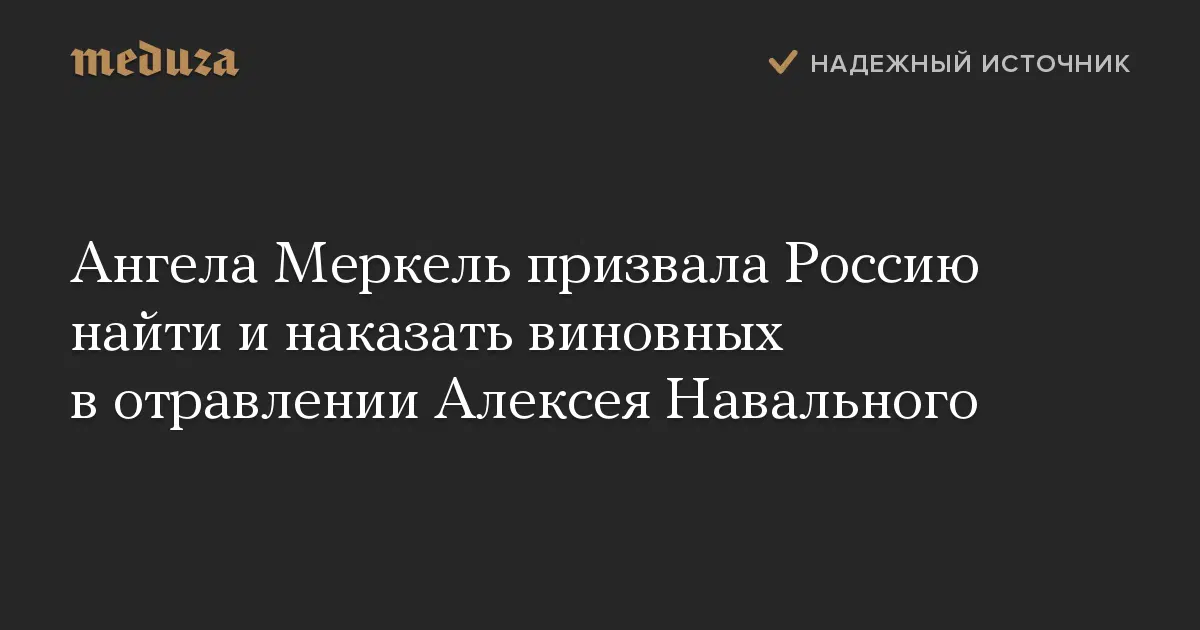 meduza
НАДЕЖНЫЙ ИСТОЧНИК
Ангела Меркель призвала Россию
найти и наказать виновных
в отравлении Алексея Навального